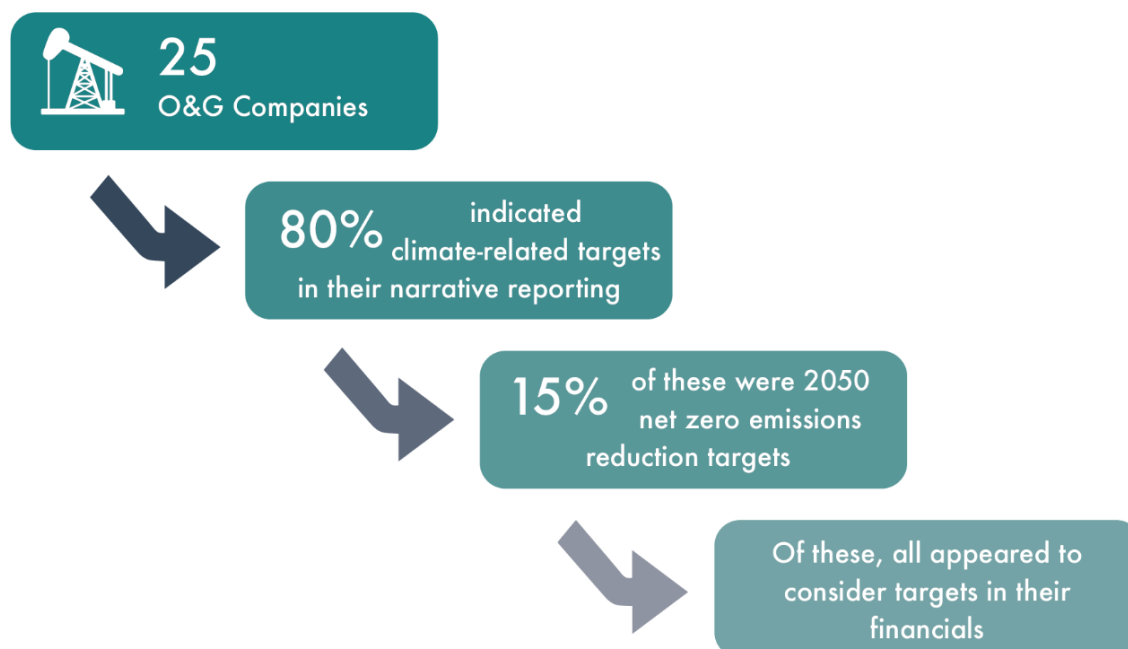 25
O&G Companies
80% indicated
climate-related targets
in their narrative reporting
15% of these were 2050
net zero emissions
reduction targets
Of these, all appeared to
consider targets in their
financials